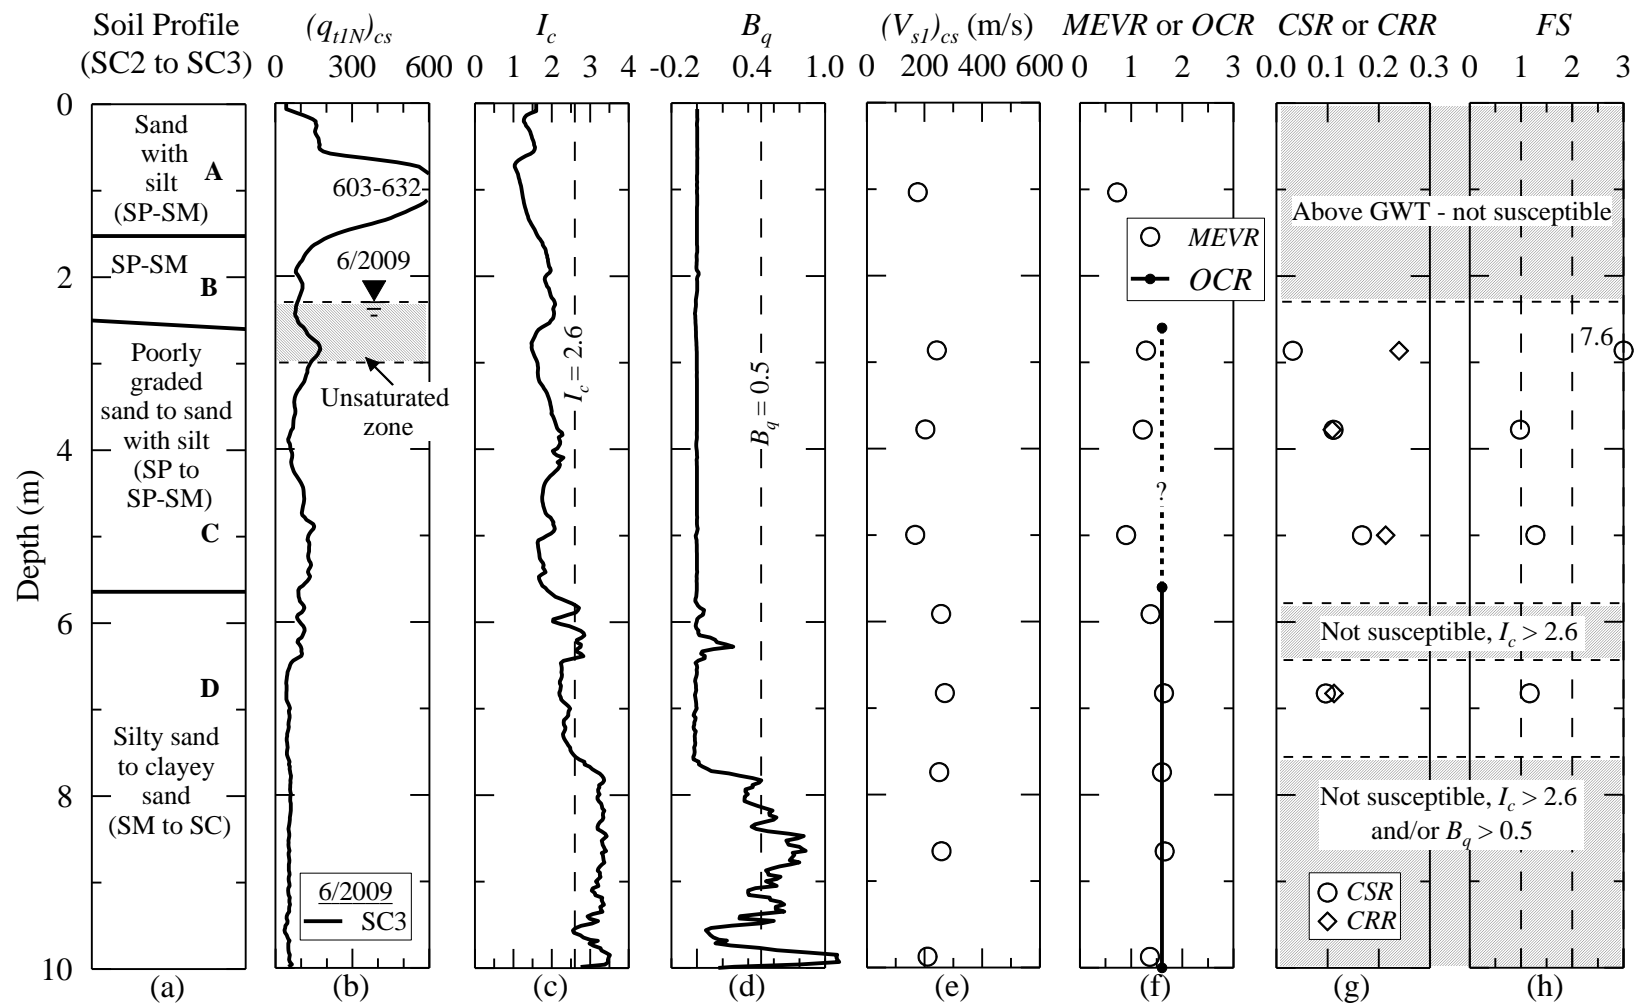 Soil Profile
(SC2 to SC3)
(q_{t1N})_{cs}
I_c
B_q
(V_{s1})_{cs} (m/s)
MEVR or OCR
CSR or CRR
FS
0 300 600
0 1 2 3 4
-0.2 0.4 1.0
0 200 400 600
0 1 2 3
0.0 0.1 0.2 0.3
0 1 2 3
Depth (m)
0
2
4
6
8
10
Sand
with
silt
(SP-SM)
A
SP-SM
B
Poorly
graded
sand to sand
with silt
(SP to
SP-SM)
C
D
Silty sand
to clayey
sand
(SM to SC)
(a)
603-632
6/2009
Unsaturated
zone
6/2009
SC3
(b)
I_c = 2.6
(c)
B_q = 0.5
(d)
(e)
MEVR
OCR
?
(f)
Above GWT - not susceptible
7.6
Not susceptible, I_c > 2.6
Not susceptible, I_c > 2.6
and/or B_q > 0.5
CSR
CRR
(g)
(h)